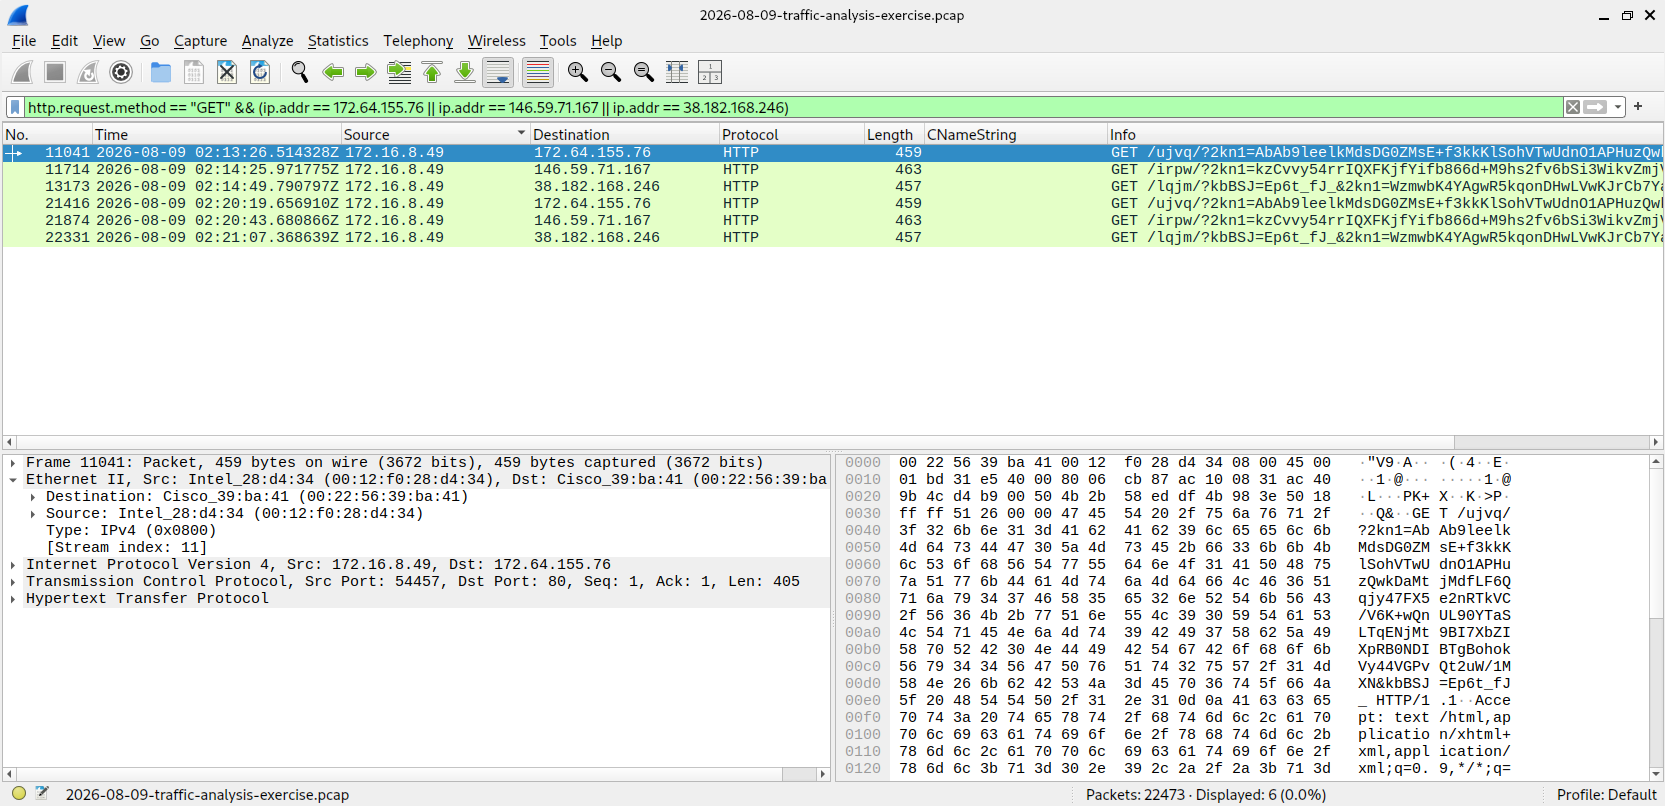 2026-08-09-traffic-analysis-exercise.pcap
File Edit View Go Capture Analyze Statistics Telephony Wireless Tools Help
http.request.method == "GET" && (ip.addr == 172.64.155.76 || ip.addr == 146.59.71.167 || ip.addr == 38.182.168.246)
No. Time Source Destination Protocol Length CNameString Info
11041 2026-08-09 02:13:26.514328Z 172.16.8.49 172.64.155.76 HTTP 459 GET /ujvq/?2kn1=AbAb9leelkMdsDG0ZMsE+f3kkKlSohVTwUdnO1APHuzQwk
11714 2026-08-09 02:14:25.971775Z 172.16.8.49 146.59.71.167 HTTP 463 GET /irpw/?2kn1=kzCvvy54rrIQXFKjfYifb866d+M9hs2fv6bSi3WikvZmjV
13173 2026-08-09 02:14:49.790797Z 172.16.8.49 38.182.168.246 HTTP 457 GET /lqjm/?kbBSJ=Ep6t_fJ_&2kn1=WzmwbK4YAgwR5kqonDHwLVwKJrCb7Ya
21416 2026-08-09 02:20:19.656910Z 172.16.8.49 172.64.155.76 HTTP 459 GET /ujvq/?2kn1=AbAb9leelkMdsDG0ZMsE+f3kkKlSohVTwUdnO1APHuzQwk
21874 2026-08-09 02:20:43.680866Z 172.16.8.49 146.59.71.167 HTTP 463 GET /irpw/?2kn1=kzCvvy54rrIQXFKjfYifb866d+M9hs2fv6bSi3WikvZmjV
22331 2026-08-09 02:21:07.368639Z 172.16.8.49 38.182.168.246 HTTP 457 GET /lqjm/?kbBSJ=Ep6t_fJ_&2kn1=WzmwbK4YAgwR5kqonDHwLVwKJrCb7Ya
Frame 11041: Packet, 459 bytes on wire (3672 bits), 459 bytes captured (3672 bits)
Ethernet II, Src: Intel_28:d4:34 (00:12:f0:28:d4:34), Dst: Cisco_39:ba:41 (00:22:56:39:ba
Destination: Cisco_39:ba:41 (00:22:56:39:ba:41)
Source: Intel_28:d4:34 (00:12:f0:28:d4:34)
Type: IPv4 (0x0800)
[Stream index: 11]
Internet Protocol Version 4, Src: 172.16.8.49, Dst: 172.64.155.76
Transmission Control Protocol, Src Port: 54457, Dst Port: 80, Seq: 1, Ack: 1, Len: 405
Hypertext Transfer Protocol
0000 00 22 56 39 ba 41 00 12 f0 28 d4 34 08 00 45 00 ·"V9·A·· ·(·4··E·
0010 01 bd 31 e5 40 00 80 06 cb 87 ac 10 08 31 ac 40 ··1·@··· ·····1·@
0020 9b 4c d4 b9 00 50 4b 2b 58 ed df 4b 98 3e 50 18 ·L···PK+ X··K·>P·
0030 ff ff 51 26 00 00 47 45 54 20 2f 75 6a 76 71 2f ··Q&··GE T /ujvq/
0040 3f 32 6b 6e 31 3d 41 62 41 62 39 6c 65 65 6c 6b ?2kn1=Ab Ab9leelk
0050 4d 64 73 44 47 30 5a 4d 73 45 2b 66 33 6b 6b 4b MdsDG0ZM sE+f3kkK
0060 6c 53 6f 68 56 54 77 55 64 6e 4f 31 41 50 48 75 lSohVTwU dnO1APHu
0070 7a 51 77 6b 44 61 4d 74 6a 4d 64 66 4c 46 36 51 zQwkDaMt jMdfLF6Q
0080 71 6a 79 34 37 46 58 35 65 32 6e 52 54 6b 56 43 qjy47FX5 e2nRTkVC
0090 2f 56 36 4b 2b 77 51 6e 55 4c 39 30 59 54 61 53 /V6K+wQn UL90YTaS
00a0 4c 54 71 45 4e 6a 4d 74 39 42 49 37 58 62 5a 49 LTqENjMt 9BI7XbZI
00b0 58 70 52 42 30 4e 44 49 42 54 67 42 6f 68 6f 6b XpRB0NDI BTgBohok
00c0 56 79 34 34 56 47 50 76 51 74 32 75 57 2f 31 4d Vy44VGPv Qt2uW/1M
00d0 58 4e 26 6b 62 42 53 4a 3d 45 70 36 74 5f 66 4a XN&kbBSJ =Ep6t_fJ
00e0 5f 20 48 54 54 50 2f 31 2e 31 0d 0a 41 63 63 65 _ HTTP/1 .1··Acce
00f0 70 74 3a 20 74 65 78 74 2f 68 74 6d 6c 2c 61 70 pt: text /html,ap
0100 70 6c 69 63 61 74 69 6f 6e 2f 78 68 74 6d 6c 2b plicatio n/xhtml+
0110 78 6d 6c 2c 61 70 70 6c 69 63 61 74 69 6f 6e 2f xml,appl ication/
0120 78 6d 6c 3b 71 3d 30 2e 39 2c 2a 2f 2a 3b 71 3d xml;q=0. 9,*/*;q=
2026-08-09-traffic-analysis-exercise.pcap Packets: 22473 · Displayed: 6 (0.0%) Profile: Default